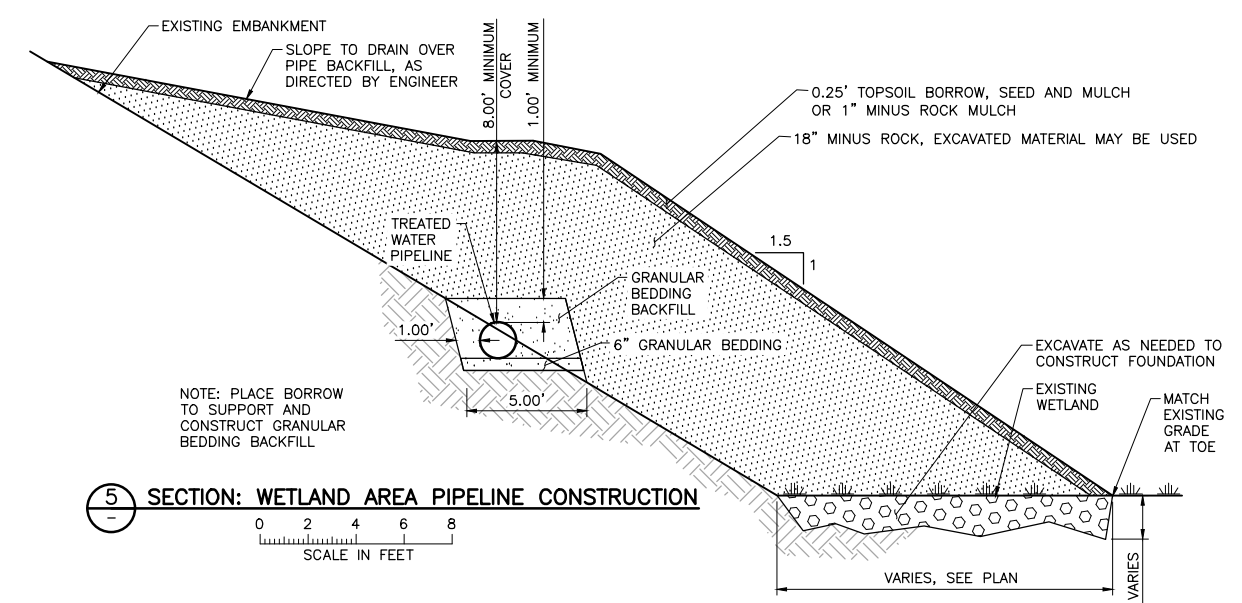 EXISTING EMBANKMENT
SLOPE TO DRAIN OVER
PIPE BACKFILL, AS
DIRECTED BY ENGINEER
8.00' MINIMUM
COVER
1.00' MINIMUM
0.25' TOPSOIL BORROW, SEED AND MULCH
OR 1" MINUS ROCK MULCH
18" MINUS ROCK, EXCAVATED MATERIAL MAY BE USED
TREATED
WATER
PIPELINE
1.5
1
GRANULAR
BEDDING
BACKFILL
1.00'
6" GRANULAR BEDDING
EXCAVATE AS NEEDED TO
CONSTRUCT FOUNDATION
EXISTING
WETLAND
MATCH
EXISTING
GRADE
AT TOE
NOTE: PLACE BORROW
TO SUPPORT AND
CONSTRUCT GRANULAR
BEDDING BACKFILL
5.00'
5
-
SECTION: WETLAND AREA PIPELINE CONSTRUCTION
0 2 4 6 8
SCALE IN FEET
VARIES, SEE PLAN
VARIES